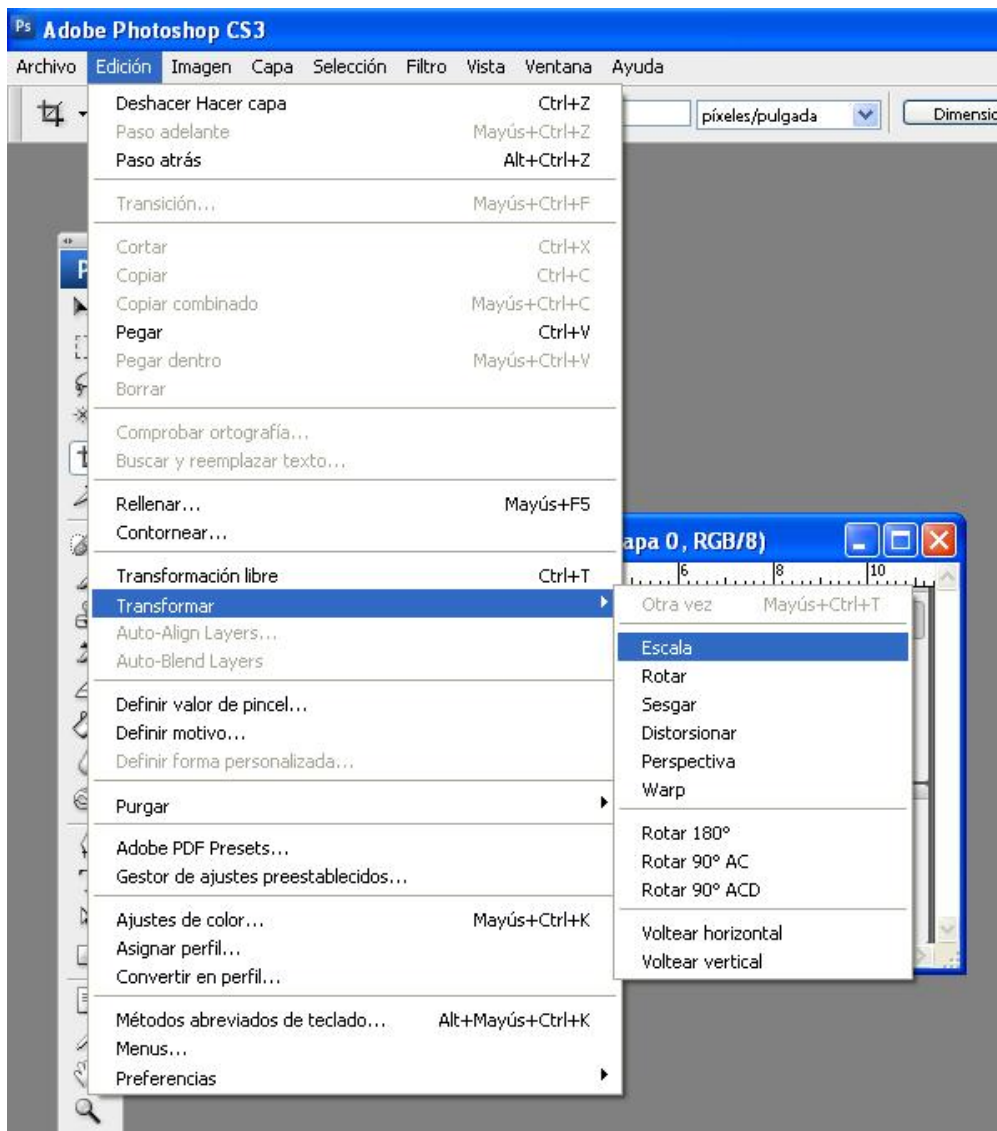 Ps Adobe Photoshop CS3
Archivo Edición Imagen Capa Selección Filtro Vista Ventana Ayuda
píxeles/pulgada
Deshacer Hacer capa Ctrl+Z
Paso adelante Mayús+Ctrl+Z
Paso atrás Alt+Ctrl+Z
Transición... Mayús+Ctrl+F
Cortar Ctrl+X
Copiar Ctrl+C
Copiar combinado Mayús+Ctrl+C
Pegar Ctrl+V
Pegar dentro Mayús+Ctrl+V
Borrar
Comprobar ortografía...
Buscar y reemplazar texto...
Rellenar... Mayús+F5
Contornear...
Transformación libre Ctrl+T
Transformar
Auto-Align Layers...
Auto-Blend Layers
Definir valor de pincel...
Definir motivo...
Definir forma personalizada...
Purgar
Adobe PDF Presets...
Gestor de ajustes preestablecidos...
Ajustes de color... Mayús+Ctrl+K
Asignar perfil...
Convertir en perfil...
Métodos abreviados de teclado... Alt+Mayús+Ctrl+K
Menus...
Preferencias
apa 0, RGB/8)
6 8 10
Otra vez Mayús+Ctrl+T
Escala
Rotar
Sesgar
Distorsionar
Perspectiva
Warp
Rotar 180°
Rotar 90° AC
Rotar 90° ACD
Voltear horizontal
Voltear vertical